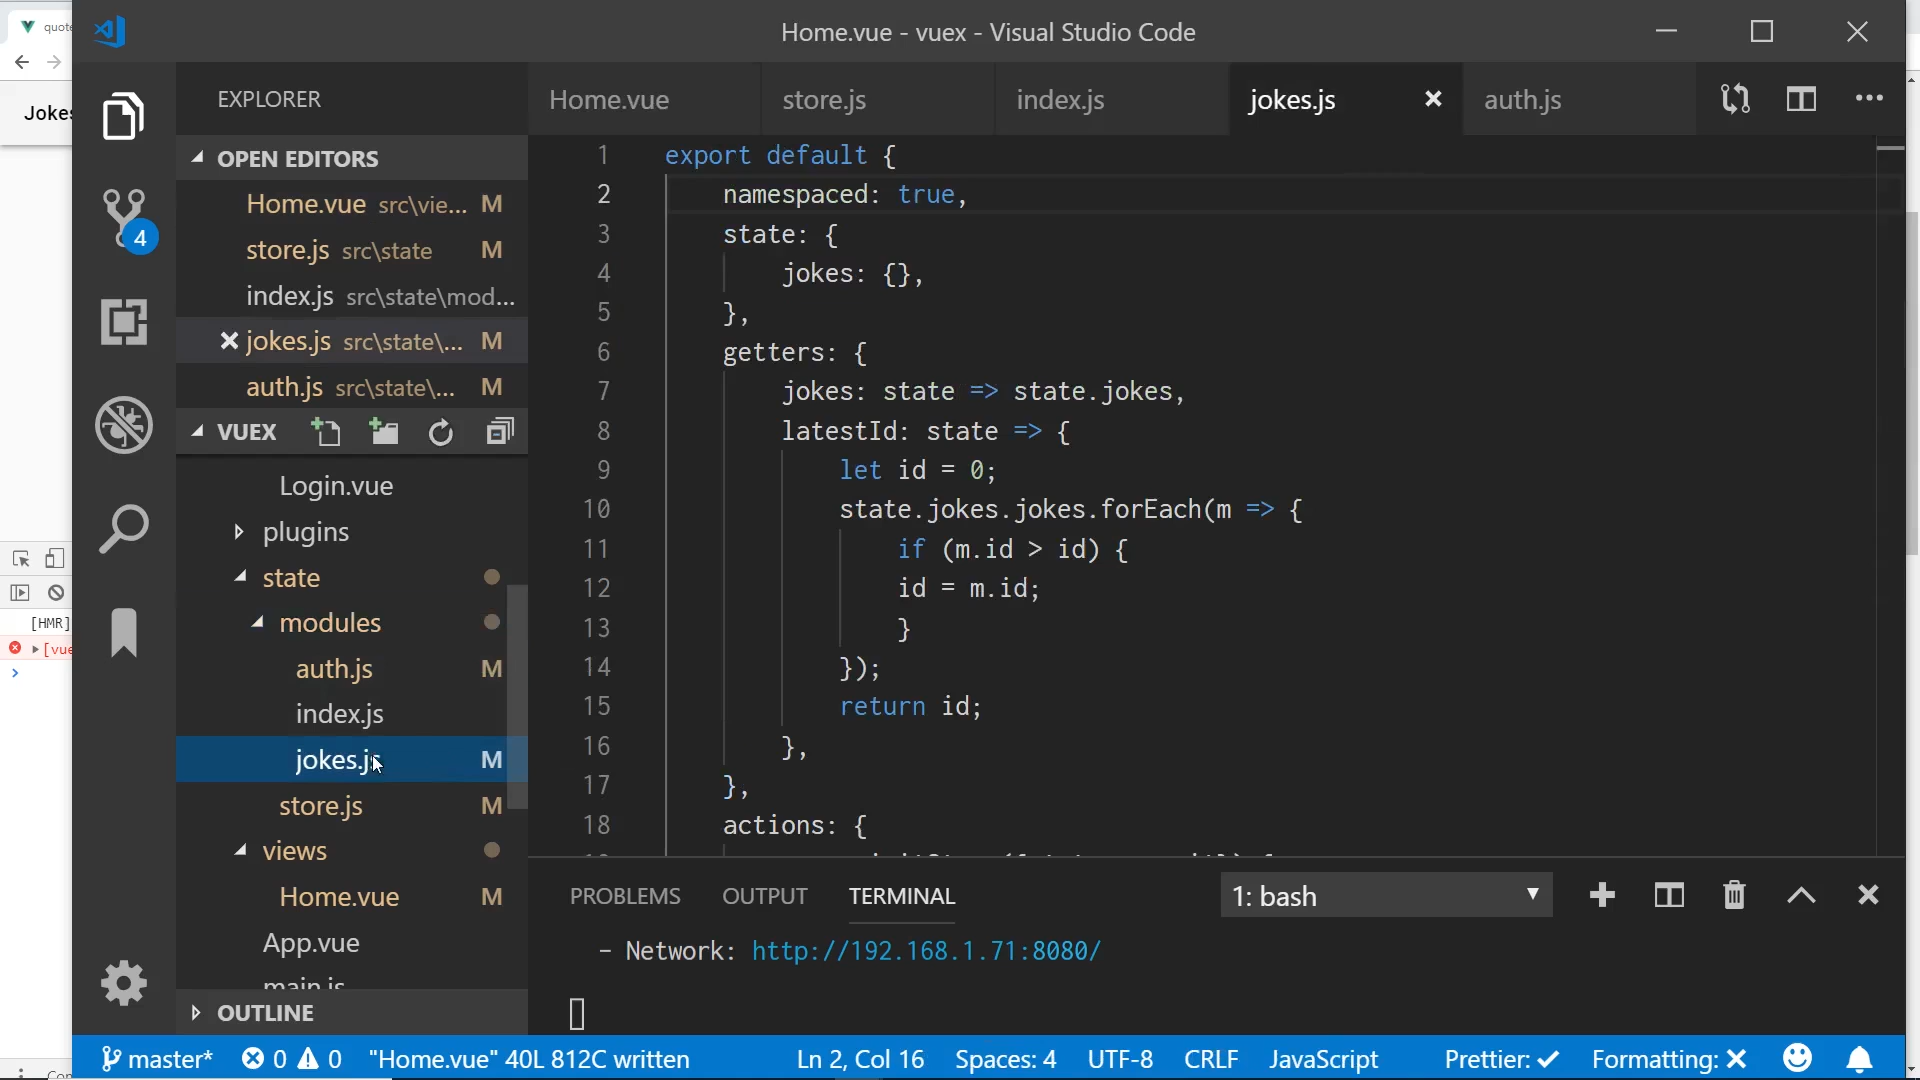 quote
Jokes
[HMR]
[vue
Home.vue - vuex - Visual Studio Code
4
EXPLORER
OPEN EDITORS
Home.vue src\vie... M
store.js src\state M
index.js src\state\mod...
jokes.js src\state\... M
auth.js src\state\... M
VUEX
Login.vue
plugins
state
modules
auth.js M
index.js
jokes.js M
store.js M
views
Home.vue M
App.vue
main.js
OUTLINE
Home.vue store.js index.js jokes.js auth.js
1 export default {
2 namespaced: true,
3 state: {
4 jokes: {},
5 },
6 getters: {
7 jokes: state => state.jokes,
8 latestId: state => {
9 let id = 0;
10 state.jokes.jokes.forEach(m => {
11 if (m.id > id) {
12 id = m.id;
13 }
14 });
15 return id;
16 },
17 },
18 actions: {
PROBLEMS OUTPUT TERMINAL 1: bash
- Network: http://192.168.1.71:8080/
master* 0 0 "Home.vue" 40L 812C written Ln 2, Col 16 Spaces: 4 UTF-8 CRLF JavaScript Prettier: ✓ Formatting: ✕